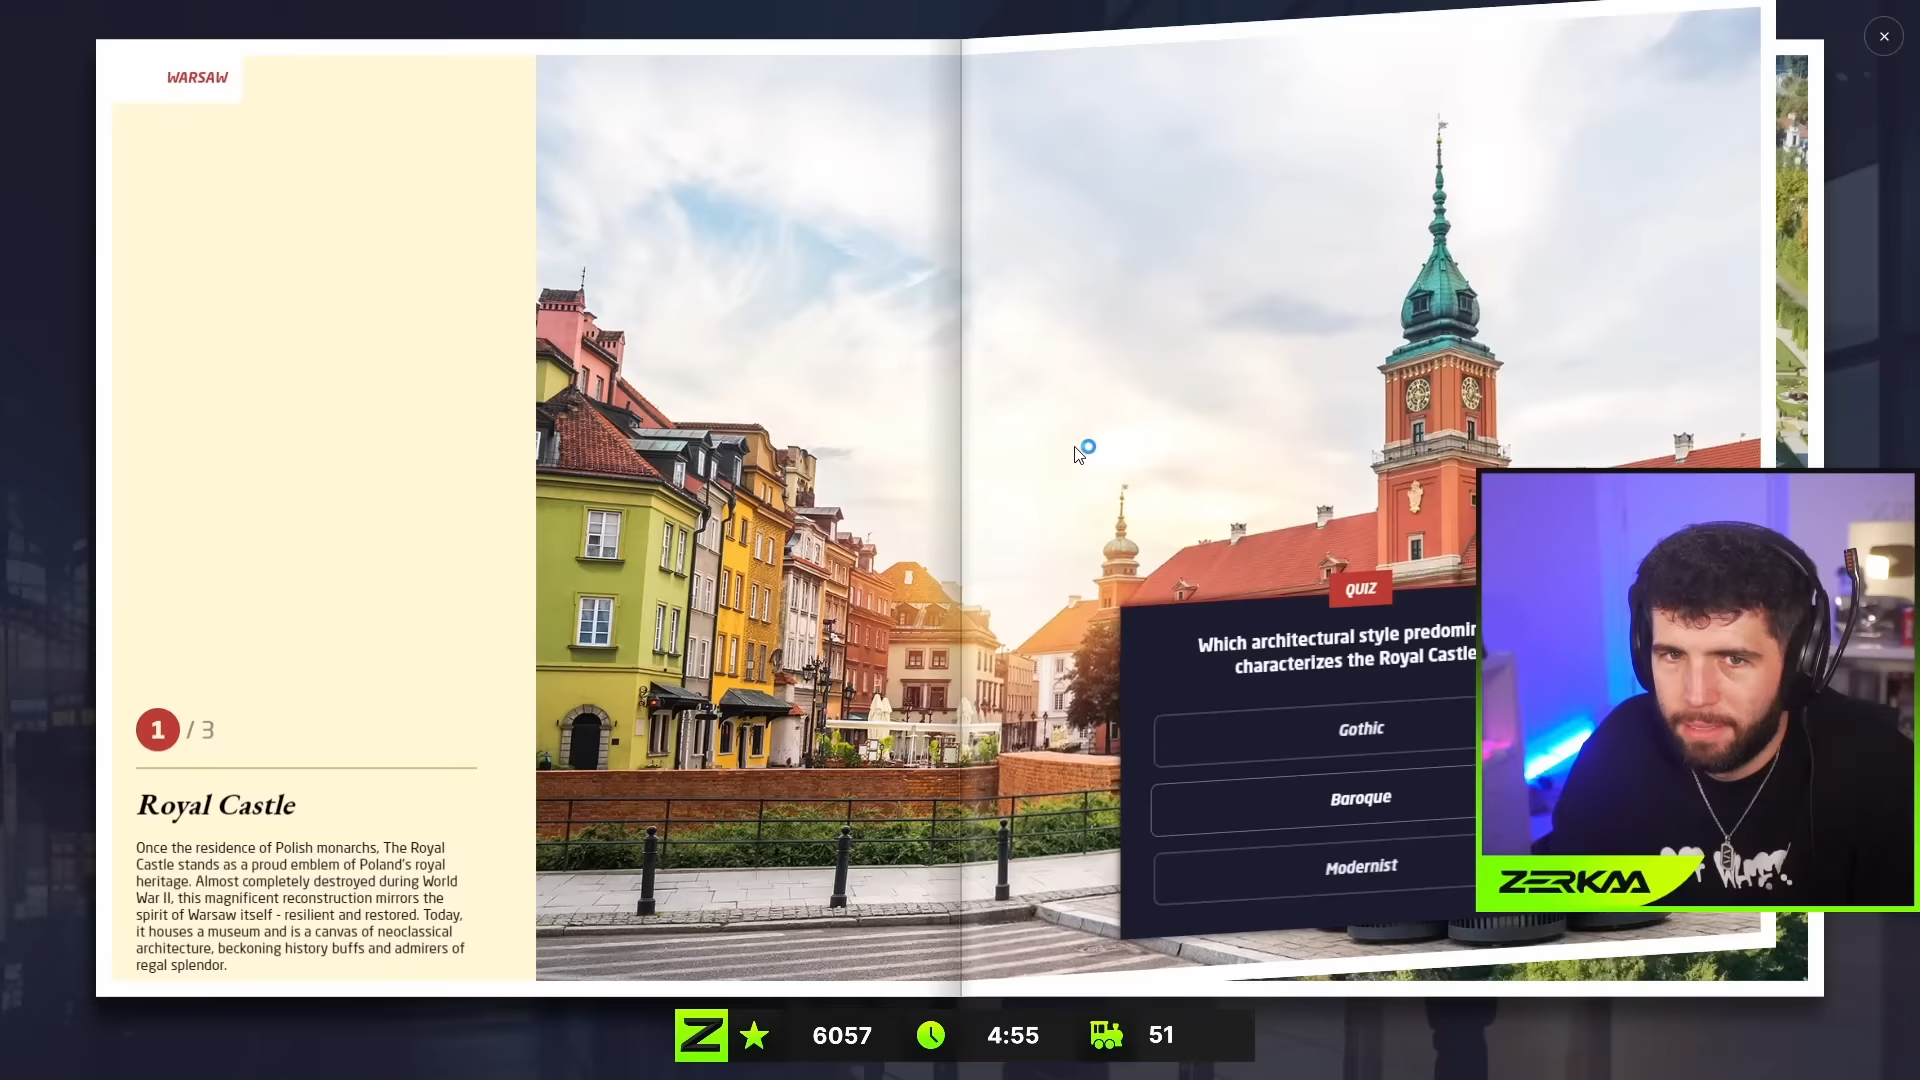 WARSAW
1 / 3
Royal Castle
Once the residence of Polish monarchs, The Royal
Castle stands as a proud emblem of Poland's royal
heritage. Almost completely destroyed during World
War II, this magnificent reconstruction mirrors the
spirit of Warsaw itself - resilient and restored. Today,
it houses a museum and is a canvas of neoclassical
architecture, beckoning history buffs and admirers of
regal splendor.
QUIZ
Which architectural style predomin
characterizes the Royal Castle
Gothic
Baroque
Modernist
ZERKAA
Z 6057 4:55 51